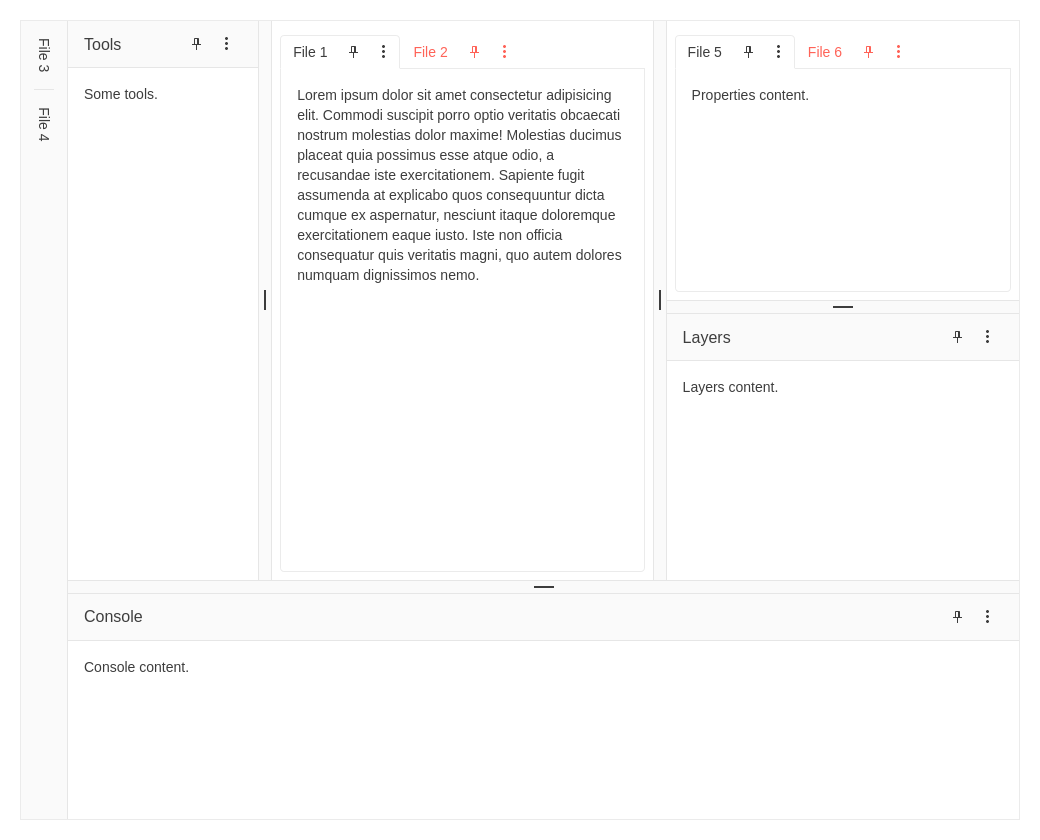 File 3
File 4
Tools
Some tools.
File 1
File 2
Lorem ipsum dolor sit amet consectetur adipisicing
elit. Commodi suscipit porro optio veritatis obcaecati
nostrum molestias dolor maxime! Molestias ducimus
placeat quia possimus esse atque odio, a
recusandae iste exercitationem. Sapiente fugit
assumenda at explicabo quos consequuntur dicta
cumque ex aspernatur, nesciunt itaque doloremque
exercitationem eaque iusto. Iste non officia
consequatur quis veritatis magni, quo autem dolores
numquam dignissimos nemo.
File 5
File 6
Properties content.
Layers
Layers content.
Console
Console content.